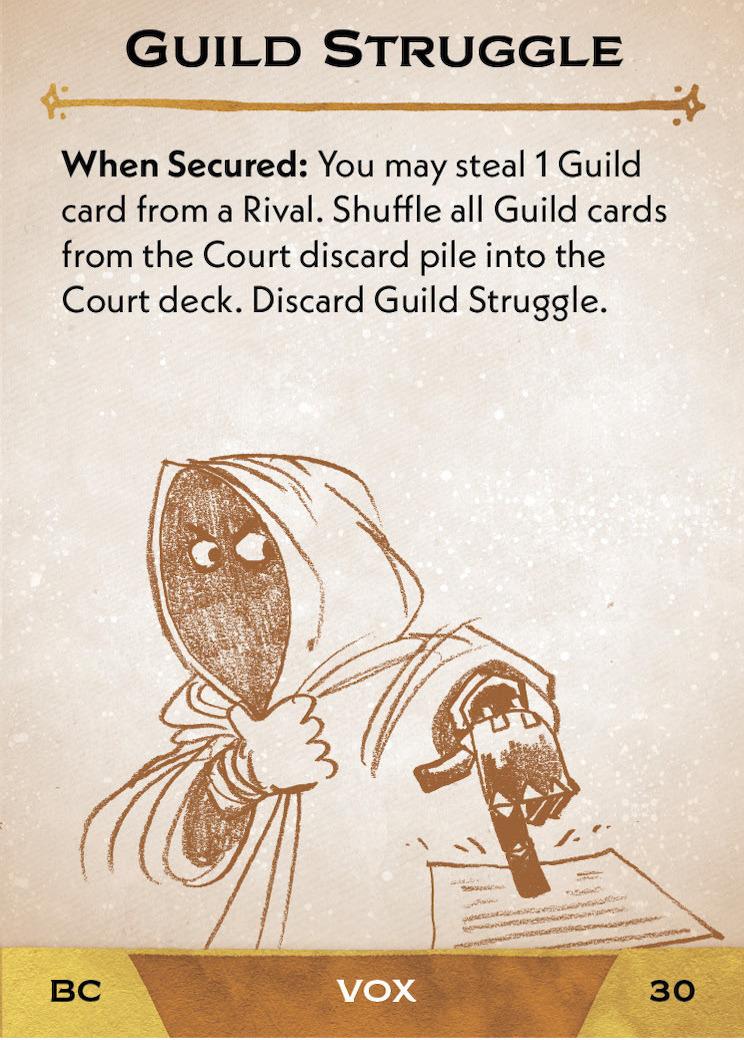 Guild Struggle
When Secured: You may steal 1 Guild
card from a Rival. Shuffle all Guild cards
from the Court discard pile into the
Court deck. Discard Guild Struggle.
BC VOX 30